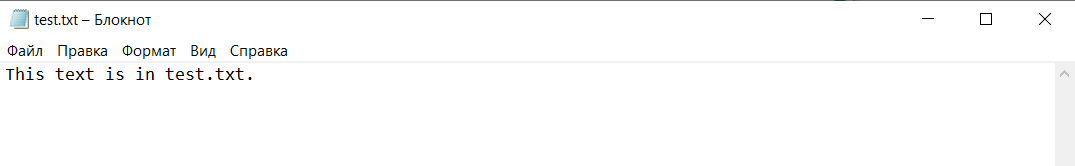 test.txt – Блокнот
Файл Правка Формат Вид Справка
This text is in test.txt.